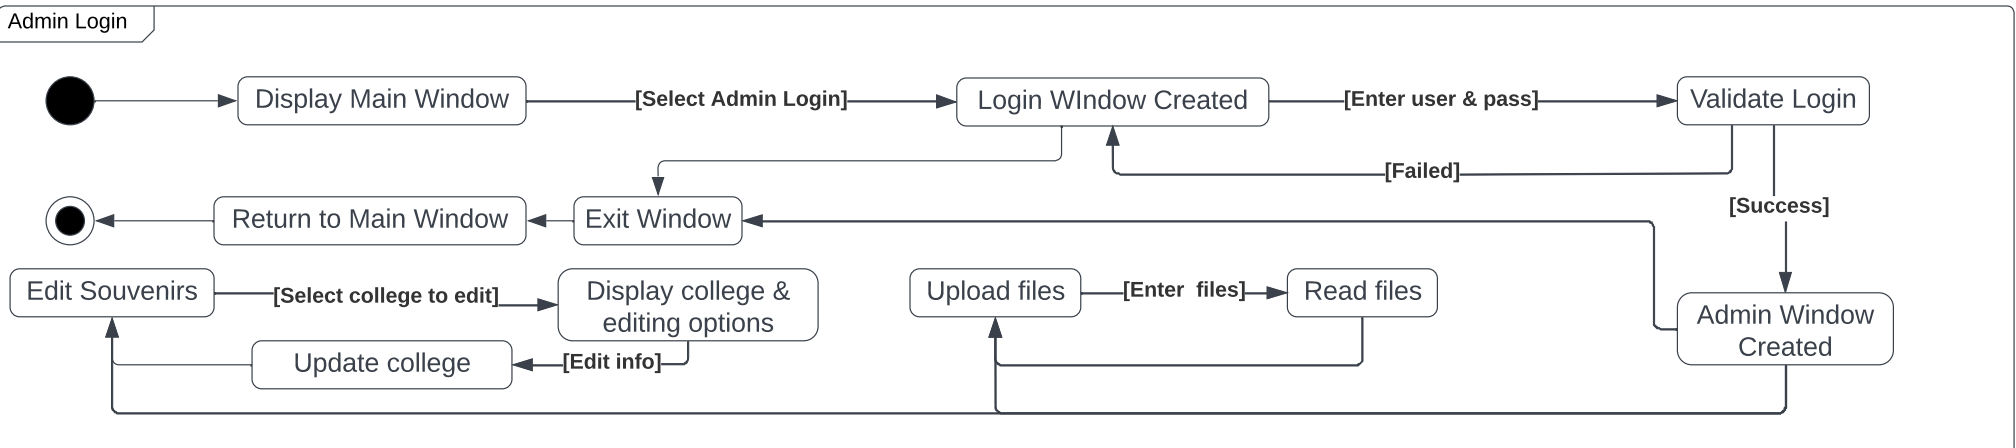 Admin Login
Display Main Window
[Select Admin Login]
Login WIndow Created
[Enter user & pass]
Validate Login
[Failed]
[Success]
Return to Main Window
Exit Window
Edit Souvenirs
[Select college to edit]
Display college &
editing options
Upload files
[Enter  files]
Read files
Admin Window
Created
Update college
[Edit info]